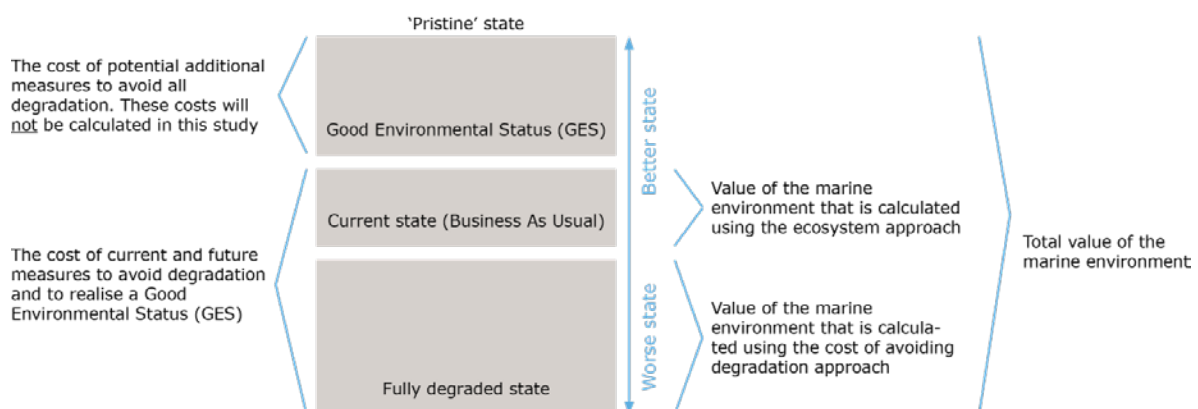 ‘Pristine’ state
The cost of potential additional
measures to avoid all
degradation. These costs will
not be calculated in this study
Good Environmental Status (GES)
Better state
Current state (Business As Usual)
Value of the marine
environment that is calculated
using the ecosystem approach
The cost of current and future
measures to avoid degradation
and to realise a Good
Environmental Status (GES)
Total value of the
marine environment
Worse state
Value of the marine
environment that is calcula-
ted using the cost of avoiding
degradation approach
Fully degraded state